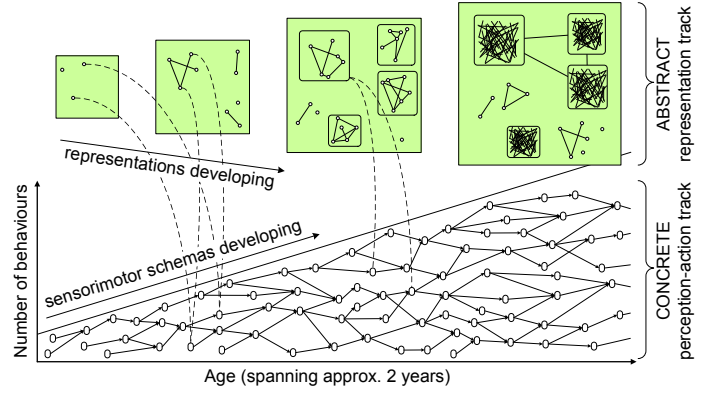 representations developing
ABSTRACT
representation track
sensorimotor schemas developing
Number of behaviours
CONCRETE
perception-action track
Age (spanning approx. 2 years)